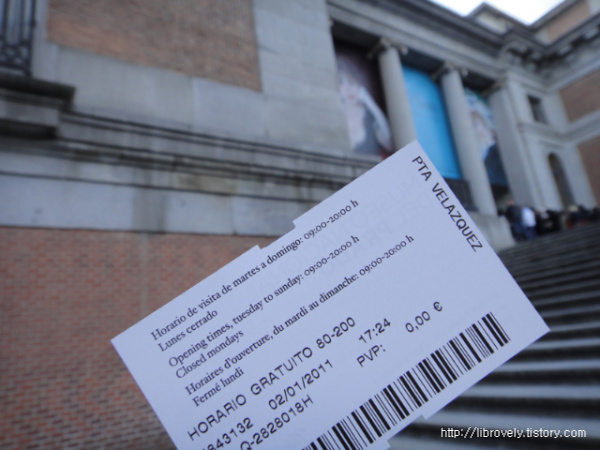 PTA VELAZQUEZ
Horario de visita de martes a domingo: 09:00-20:00 h
Lunes cerrado
Opening times, tuesday to sunday: 09:00-20:00 h
Closed mondays
Horaires d'ouverture, du mardi au dimanche: 09:00-20:00 h
Fermé lundi
HORARIO GRATUITO 80-200
843132 02/01/2011 17:24
Q-2828018H PVP: 0,00 €
http://librovely.tistory.com